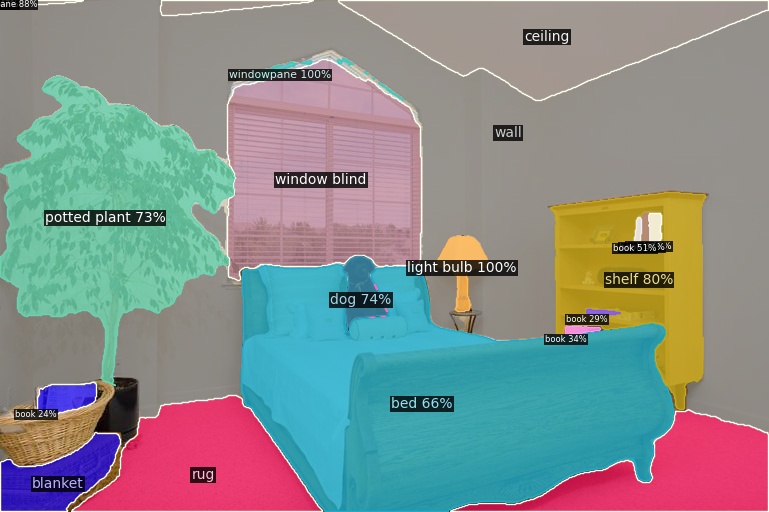 ane 88%
ceiling
windowpane 100%
wall
window blind
potted plant 73%
book 51%
light bulb 100%
shelf 80%
dog 74%
book 29%
book 34%
bed 66%
book 24%
rug
blanket